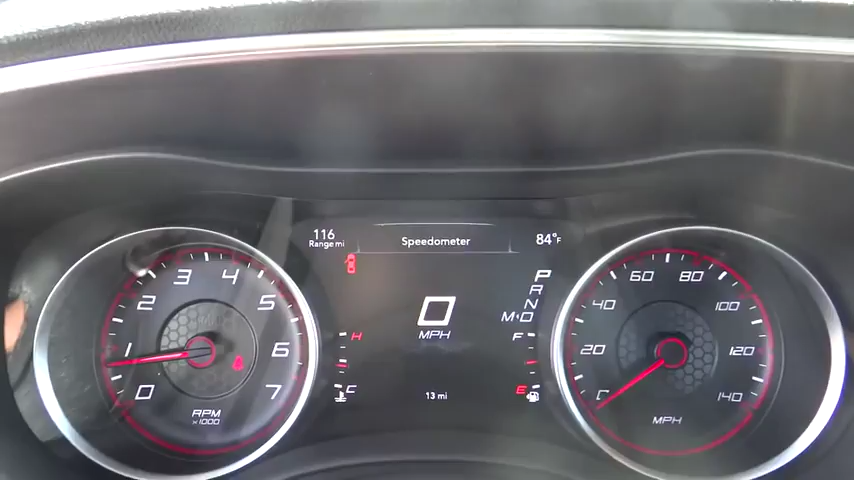 116
Range mi
Speedometer
84°F
P
R
N
M◦D
0
MPH
H
C
F
E
13 mi
0
1
2
3
4
5
6
7
RPM
x1000
20
40
60
80
100
120
140
MPH